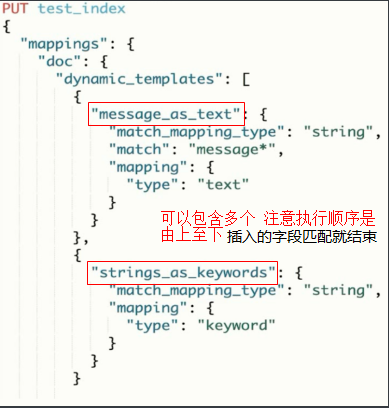 PUT test_index
{
"mappings": {
"doc": {
"dynamic_templates": [
{
"message_as_text": {
"match_mapping_type": "string",
"match": "message*",
"mapping": {
"type": "text"
}
}
可以包含多个 注意执行顺序是
由上至下 插入的字段匹配就结束
},
{
"strings_as_keywords": {
"match_mapping_type": "string",
"mapping": {
"type": "keyword"
}
}
}